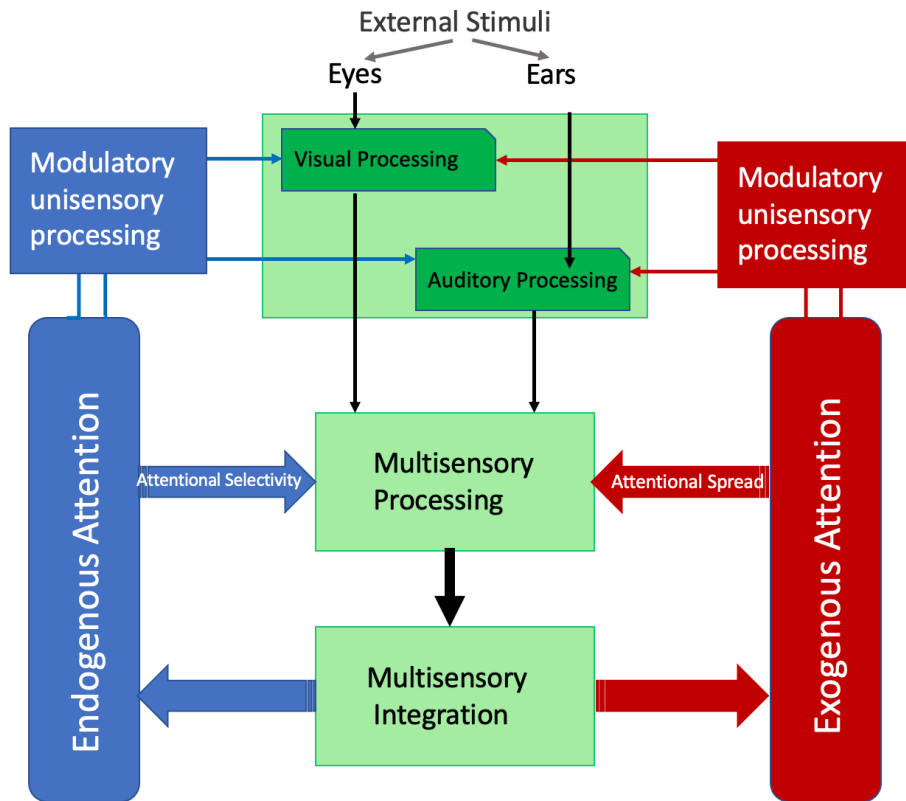 External Stimuli
Eyes
Ears
Modulatory
unisensory
processing
Visual Processing
Auditory Processing
Modulatory
unisensory
processing
Endogenous Attention
Attentional Selectivity
Multisensory
Processing
Attentional Spread
Exogenous Attention
Multisensory
Integration